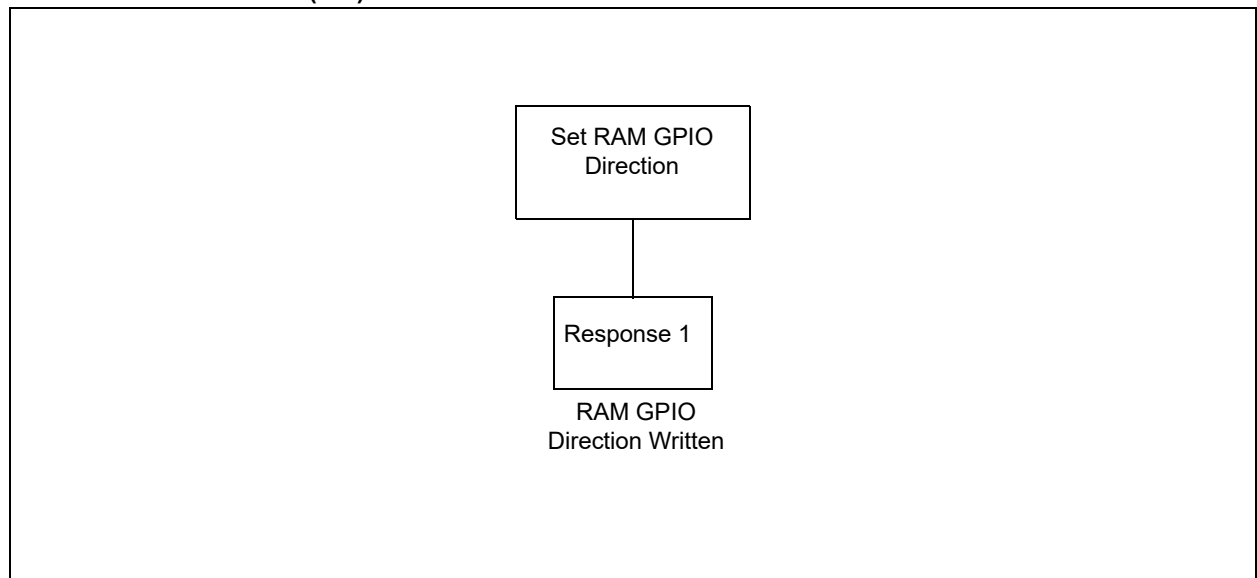 Set RAM GPIO
Direction
Response 1
RAM GPIO
Direction Written